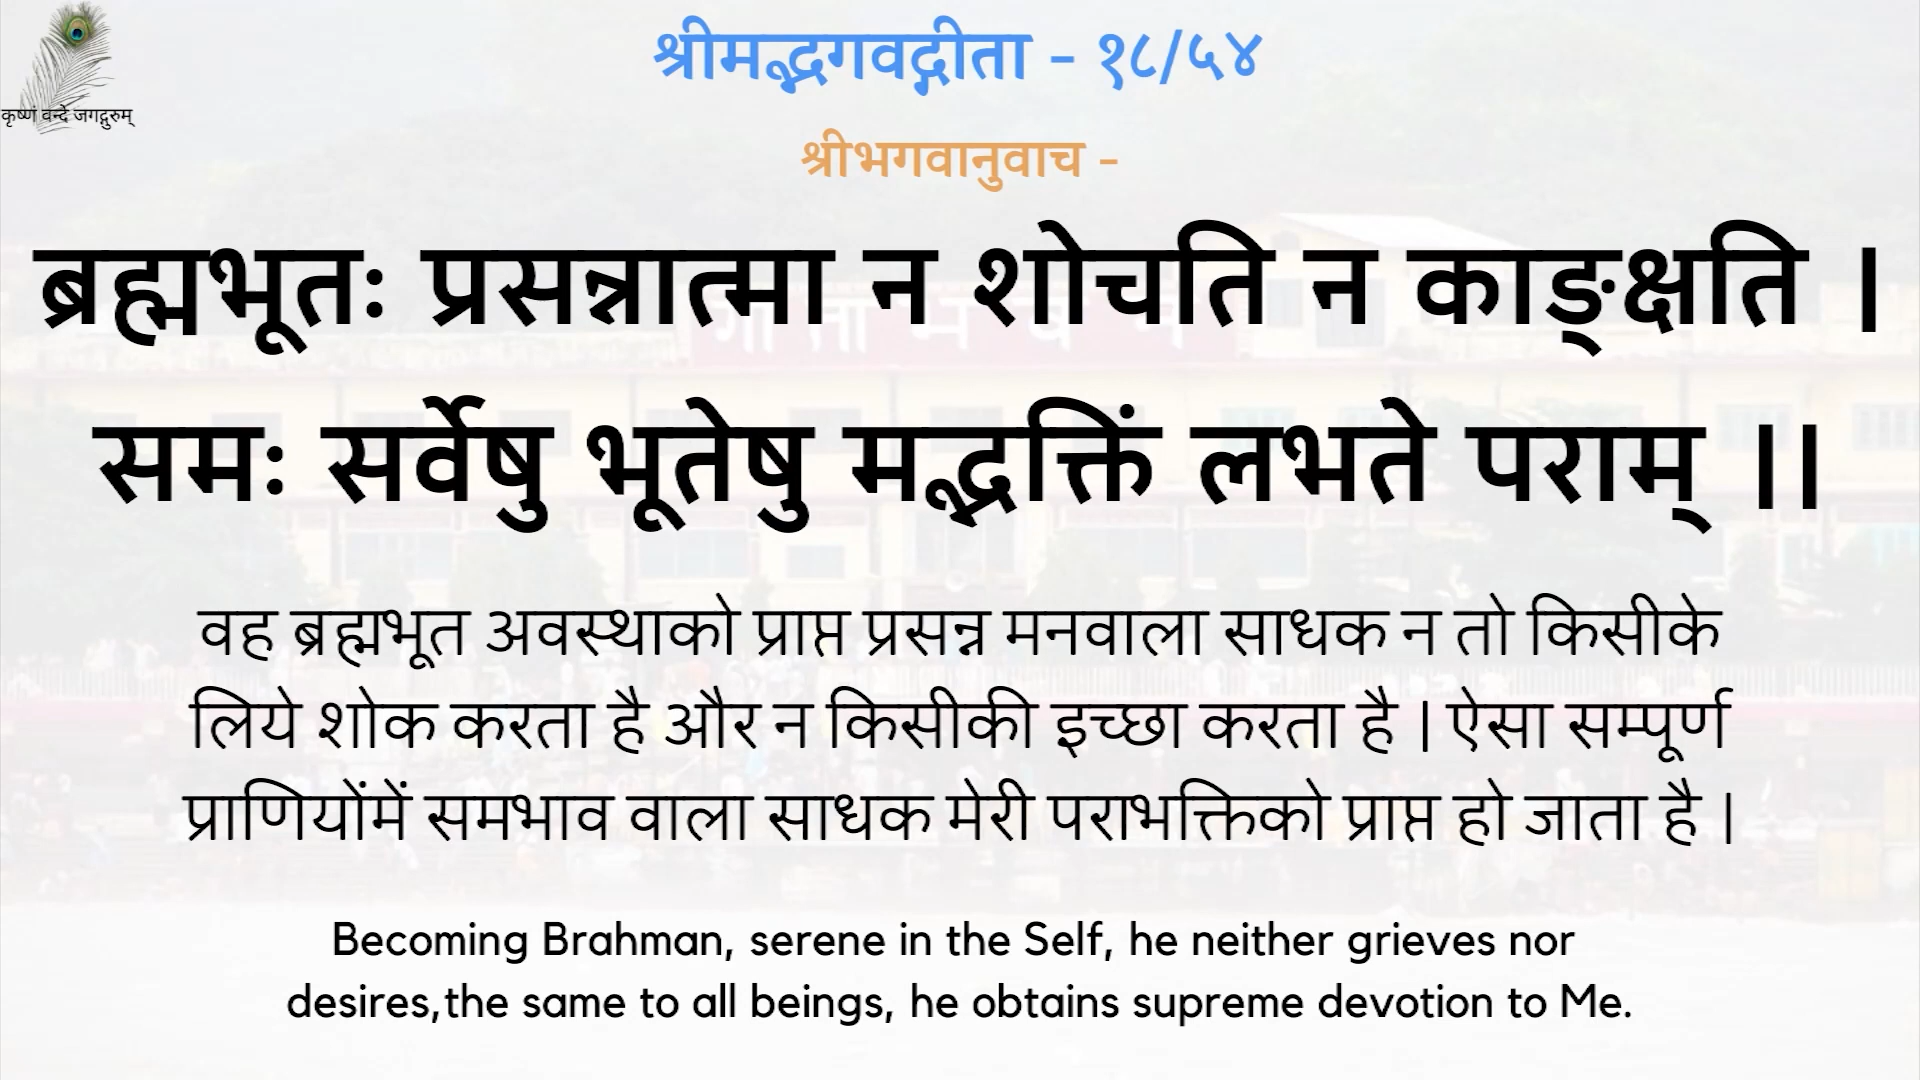 श्रीमद्भगवद्गीता - १८/५४
कृष्णं वन्दे जगद्गुरुम्
श्रीभगवानुवाच -
ब्रह्मभूतः प्रसन्नात्मा न शोचति न काङ्क्षति ।
समः सर्वेषु भूतेषु मद्भक्तिं लभते पराम् ।।
वह ब्रह्मभूत अवस्थाको प्राप्त प्रसन्न मनवाला साधक न तो किसीके
लिये शोक करता है और न किसीकी इच्छा करता है | ऐसा सम्पूर्ण
प्राणियोंमें समभाव वाला साधक मेरी पराभक्तिको प्राप्त हो जाता है |
Becoming Brahman, serene in the Self, he neither grieves nor
desires,the same to all beings, he obtains supreme devotion to Me.